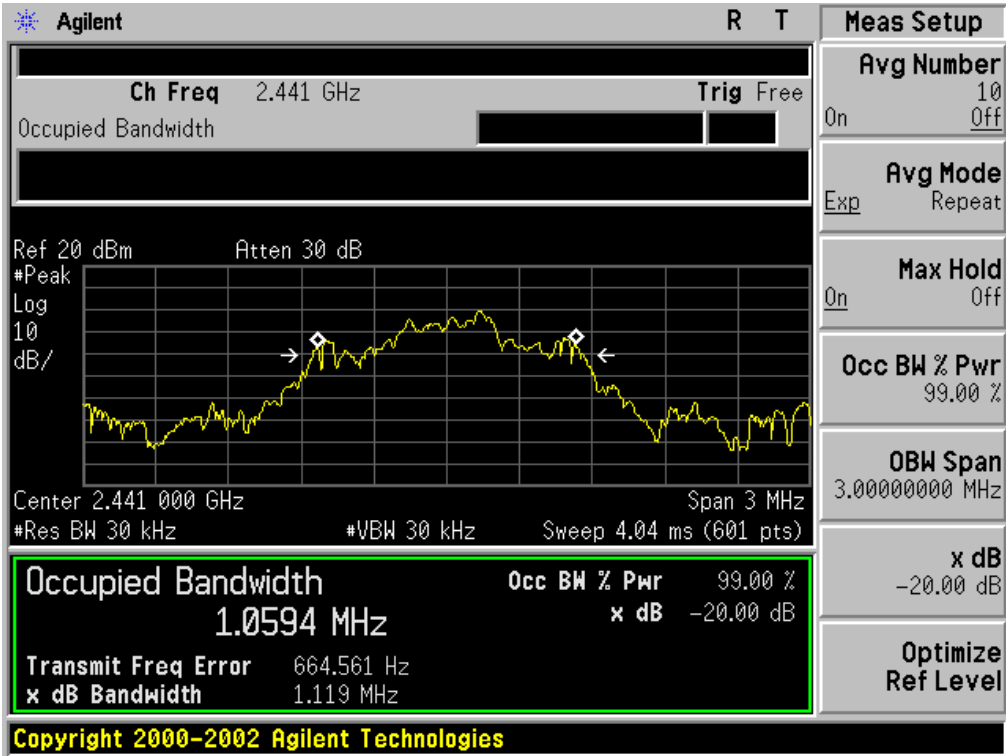 Agilent R T
Ch Freq 2.441 GHz Trig Free
Occupied Bandwidth
Ref 20 dBm Atten 30 dB
#Peak
Log
10
dB/
Center 2.441 000 GHz Span 3 MHz
#Res BW 30 kHz #VBW 30 kHz Sweep 4.04 ms (601 pts)
Occupied Bandwidth Occ BW % Pwr 99.00 %
1.0594 MHz x dB -20.00 dB
Transmit Freq Error 664.561 Hz
x dB Bandwidth 1.119 MHz
Copyright 2000-2002 Agilent Technologies
Meas Setup
Avg Number
10
On Off
Avg Mode
Exp Repeat
Max Hold
On Off
Occ BW % Pwr
99.00 %
OBW Span
3.00000000 MHz
x dB
-20.00 dB
Optimize
Ref Level